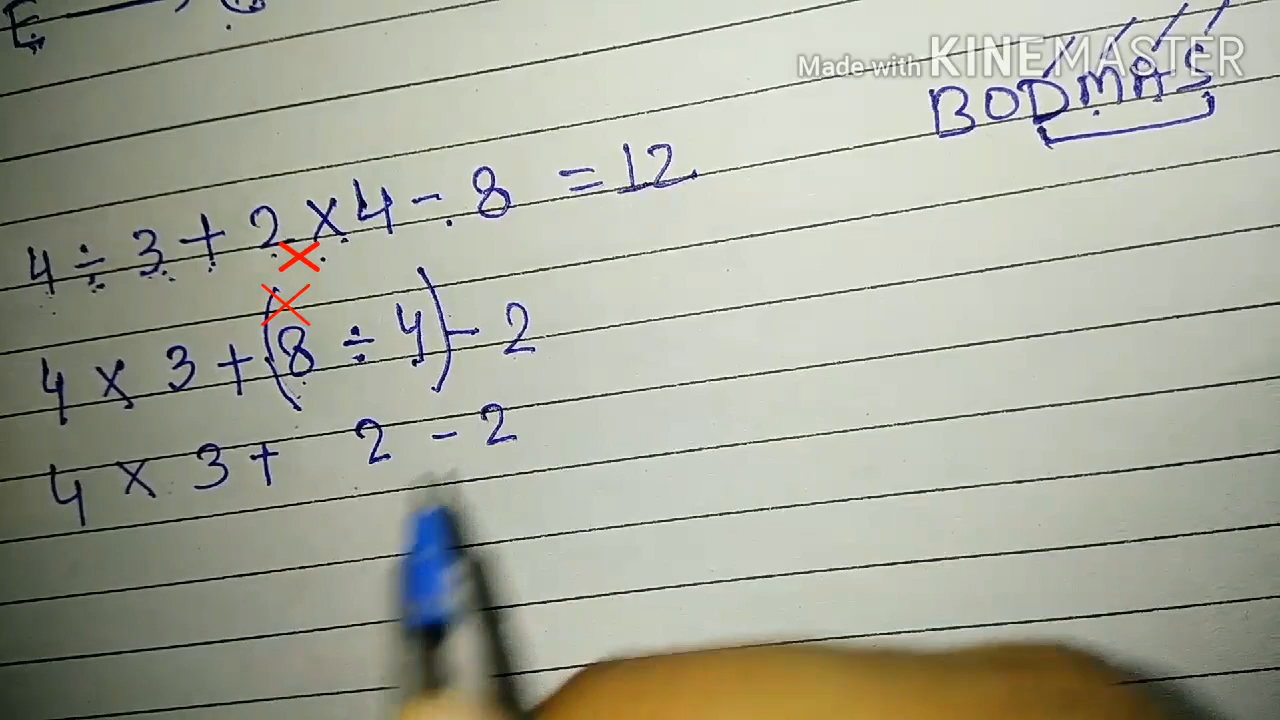 Made with KINEMASTER
BODMAS
4 ÷ 3 + 2 × 4 - 8 = 12
4 × 3 + (8 ÷ 4) - 2
4 × 3 + 2 - 2